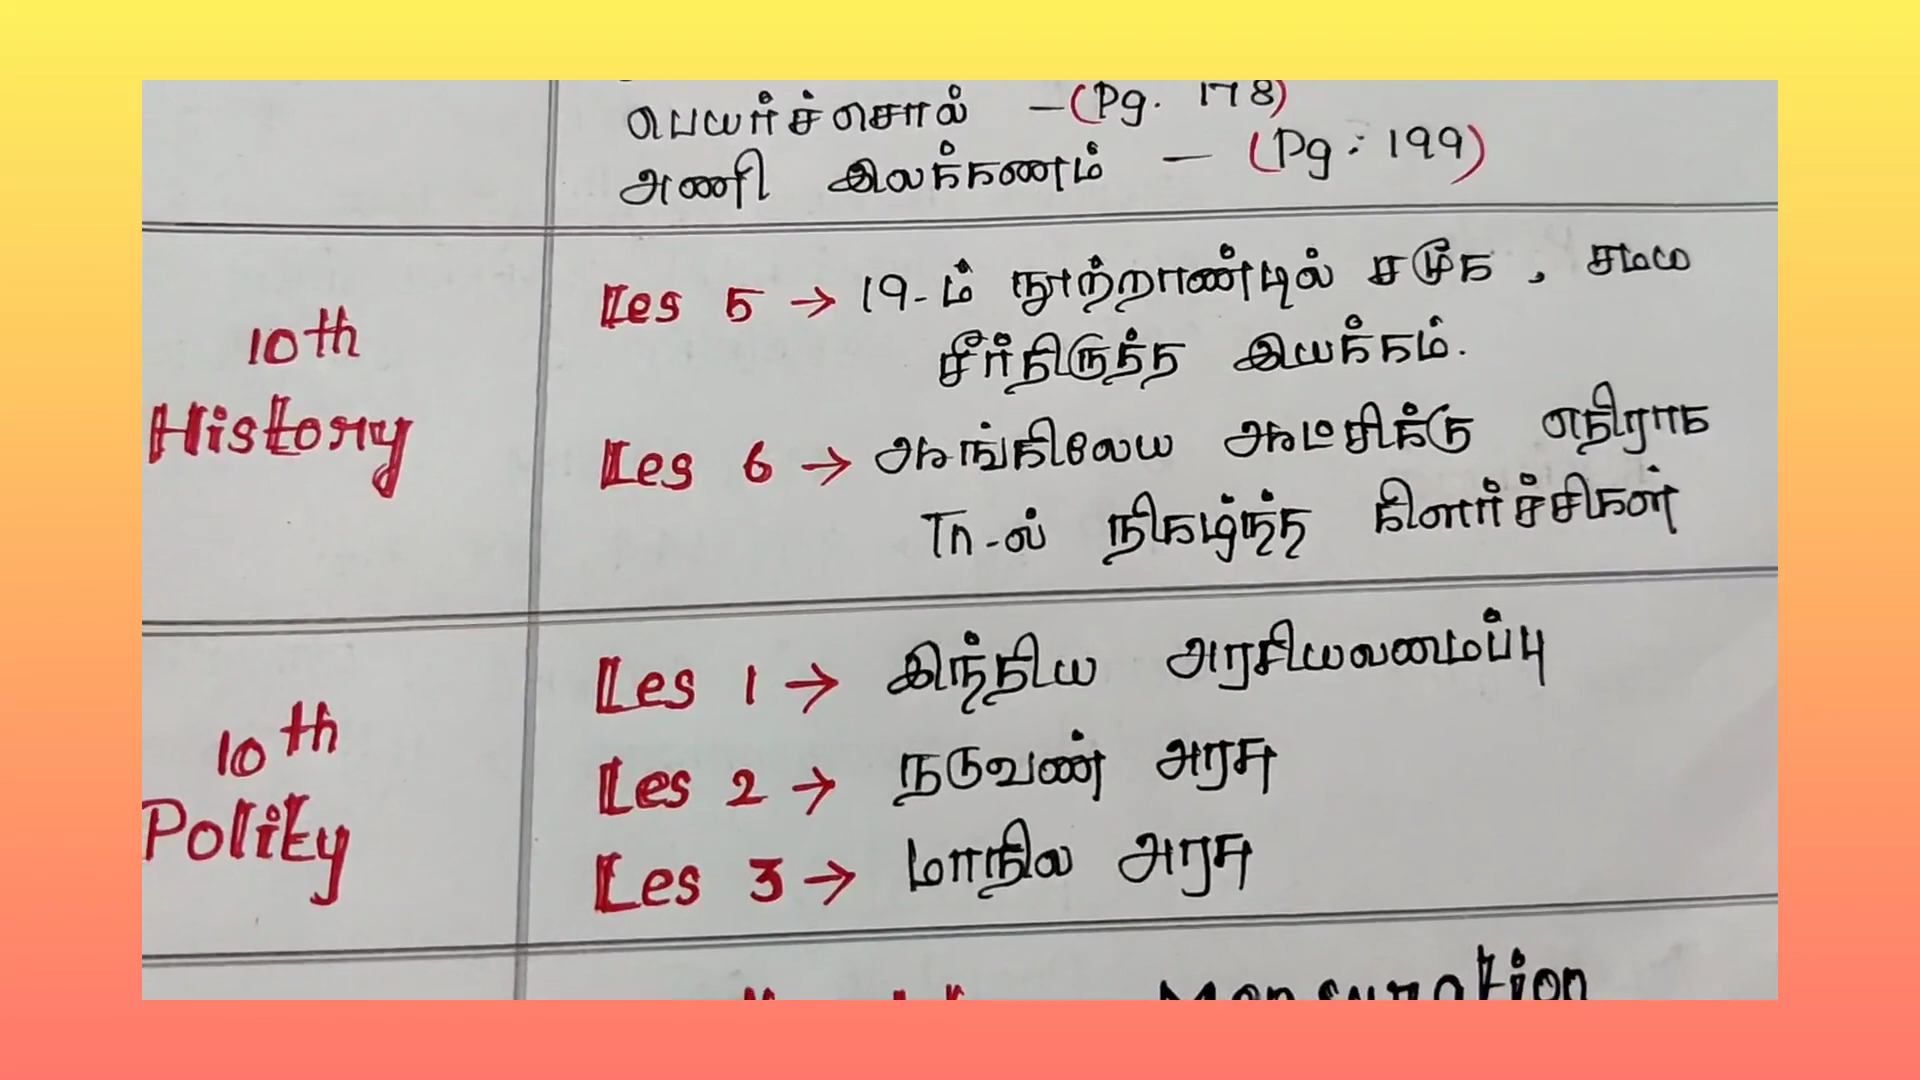 பெயர்ச்சொல் - (Pg. 178)
அணி இலக்கணம் - (Pg: 199)
10th
History
Les 5 → 19-ம் நூற்றாண்டில் சமூக, சமய
சீர்திருத்த இயக்கம்.
Les 6 → ஆங்கிலேய ஆட்சிக்கு எதிராக
Tn-ல் நிகழ்ந்த கிளர்ச்சிகள்
10th
Polity
Les 1 → இந்திய அரசியலமைப்பு
Les 2 → நடுவண் அரசு
Les 3 → மாநில அரசு
Mensuration